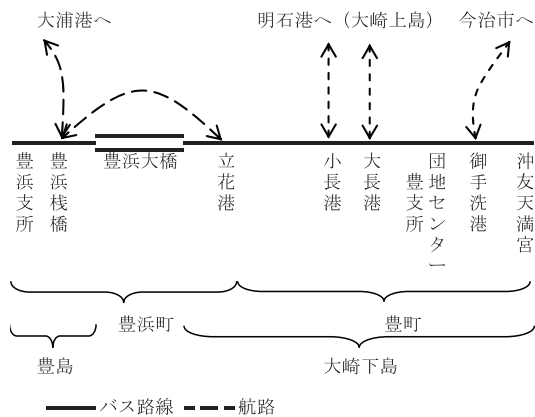 大浦港へ
明石港へ（大崎上島）
今治市へ
豊浜支所
豊浜桟橋
豊浜大橋
立花港
小長港
大長港
豊支所
団地センター
御手洗港
沖友天満宮
豊浜町
豊町
豊島
大崎下島
バス路線 航路